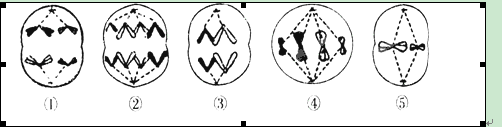 ① ② ③ ④ ⑤